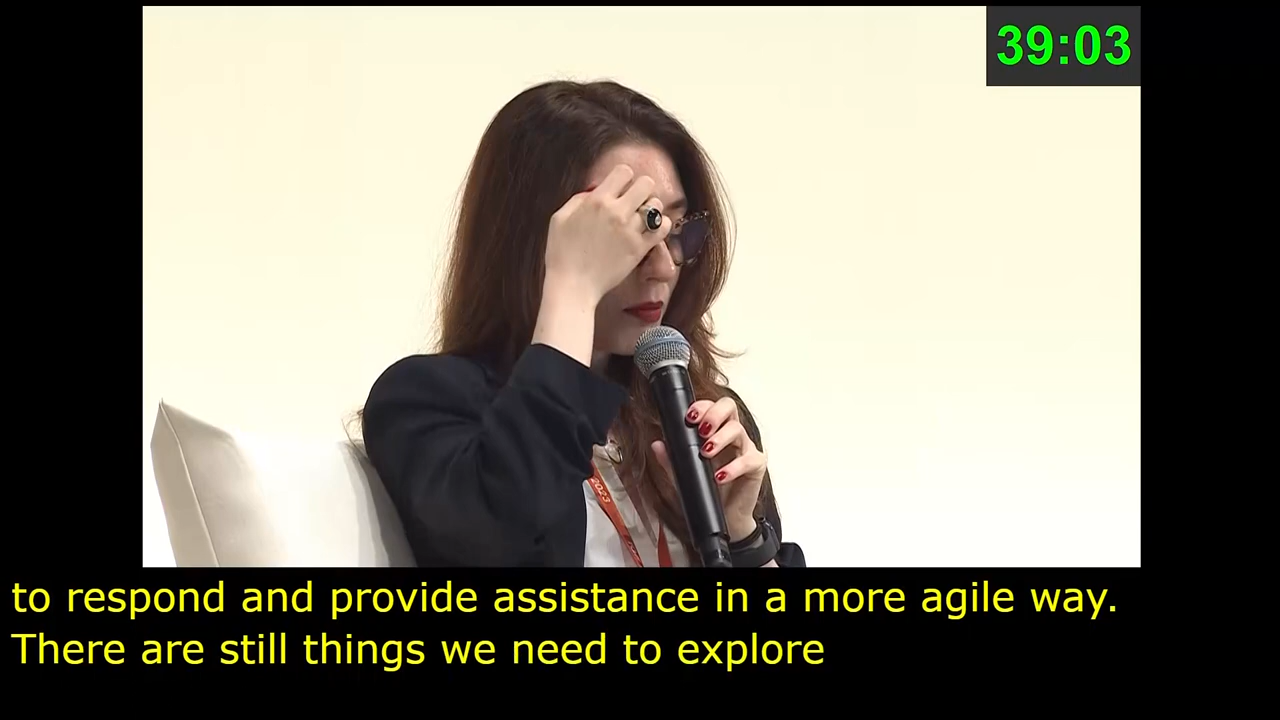 39:03
2023
to respond and provide assistance in a more agile way.
There are still things we need to explore